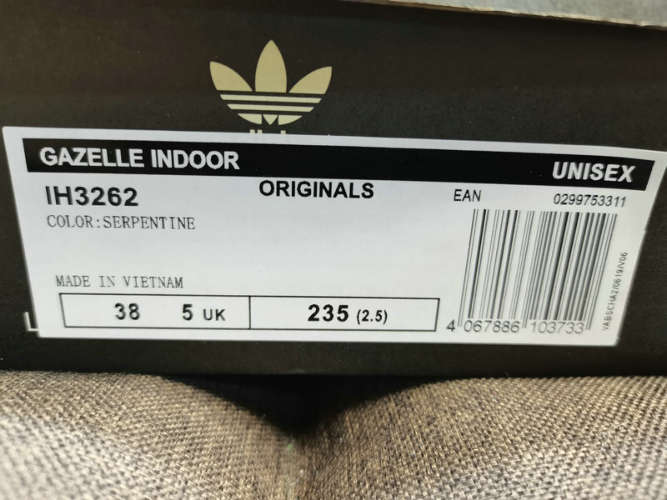 GAZELLE INDOOR
UNISEX
IH3262
ORIGINALS
EAN 0299753311
COLOR:SERPENTINE
MADE IN VIETNAM
38 5 UK 235 (2.5)
4 067886 103733